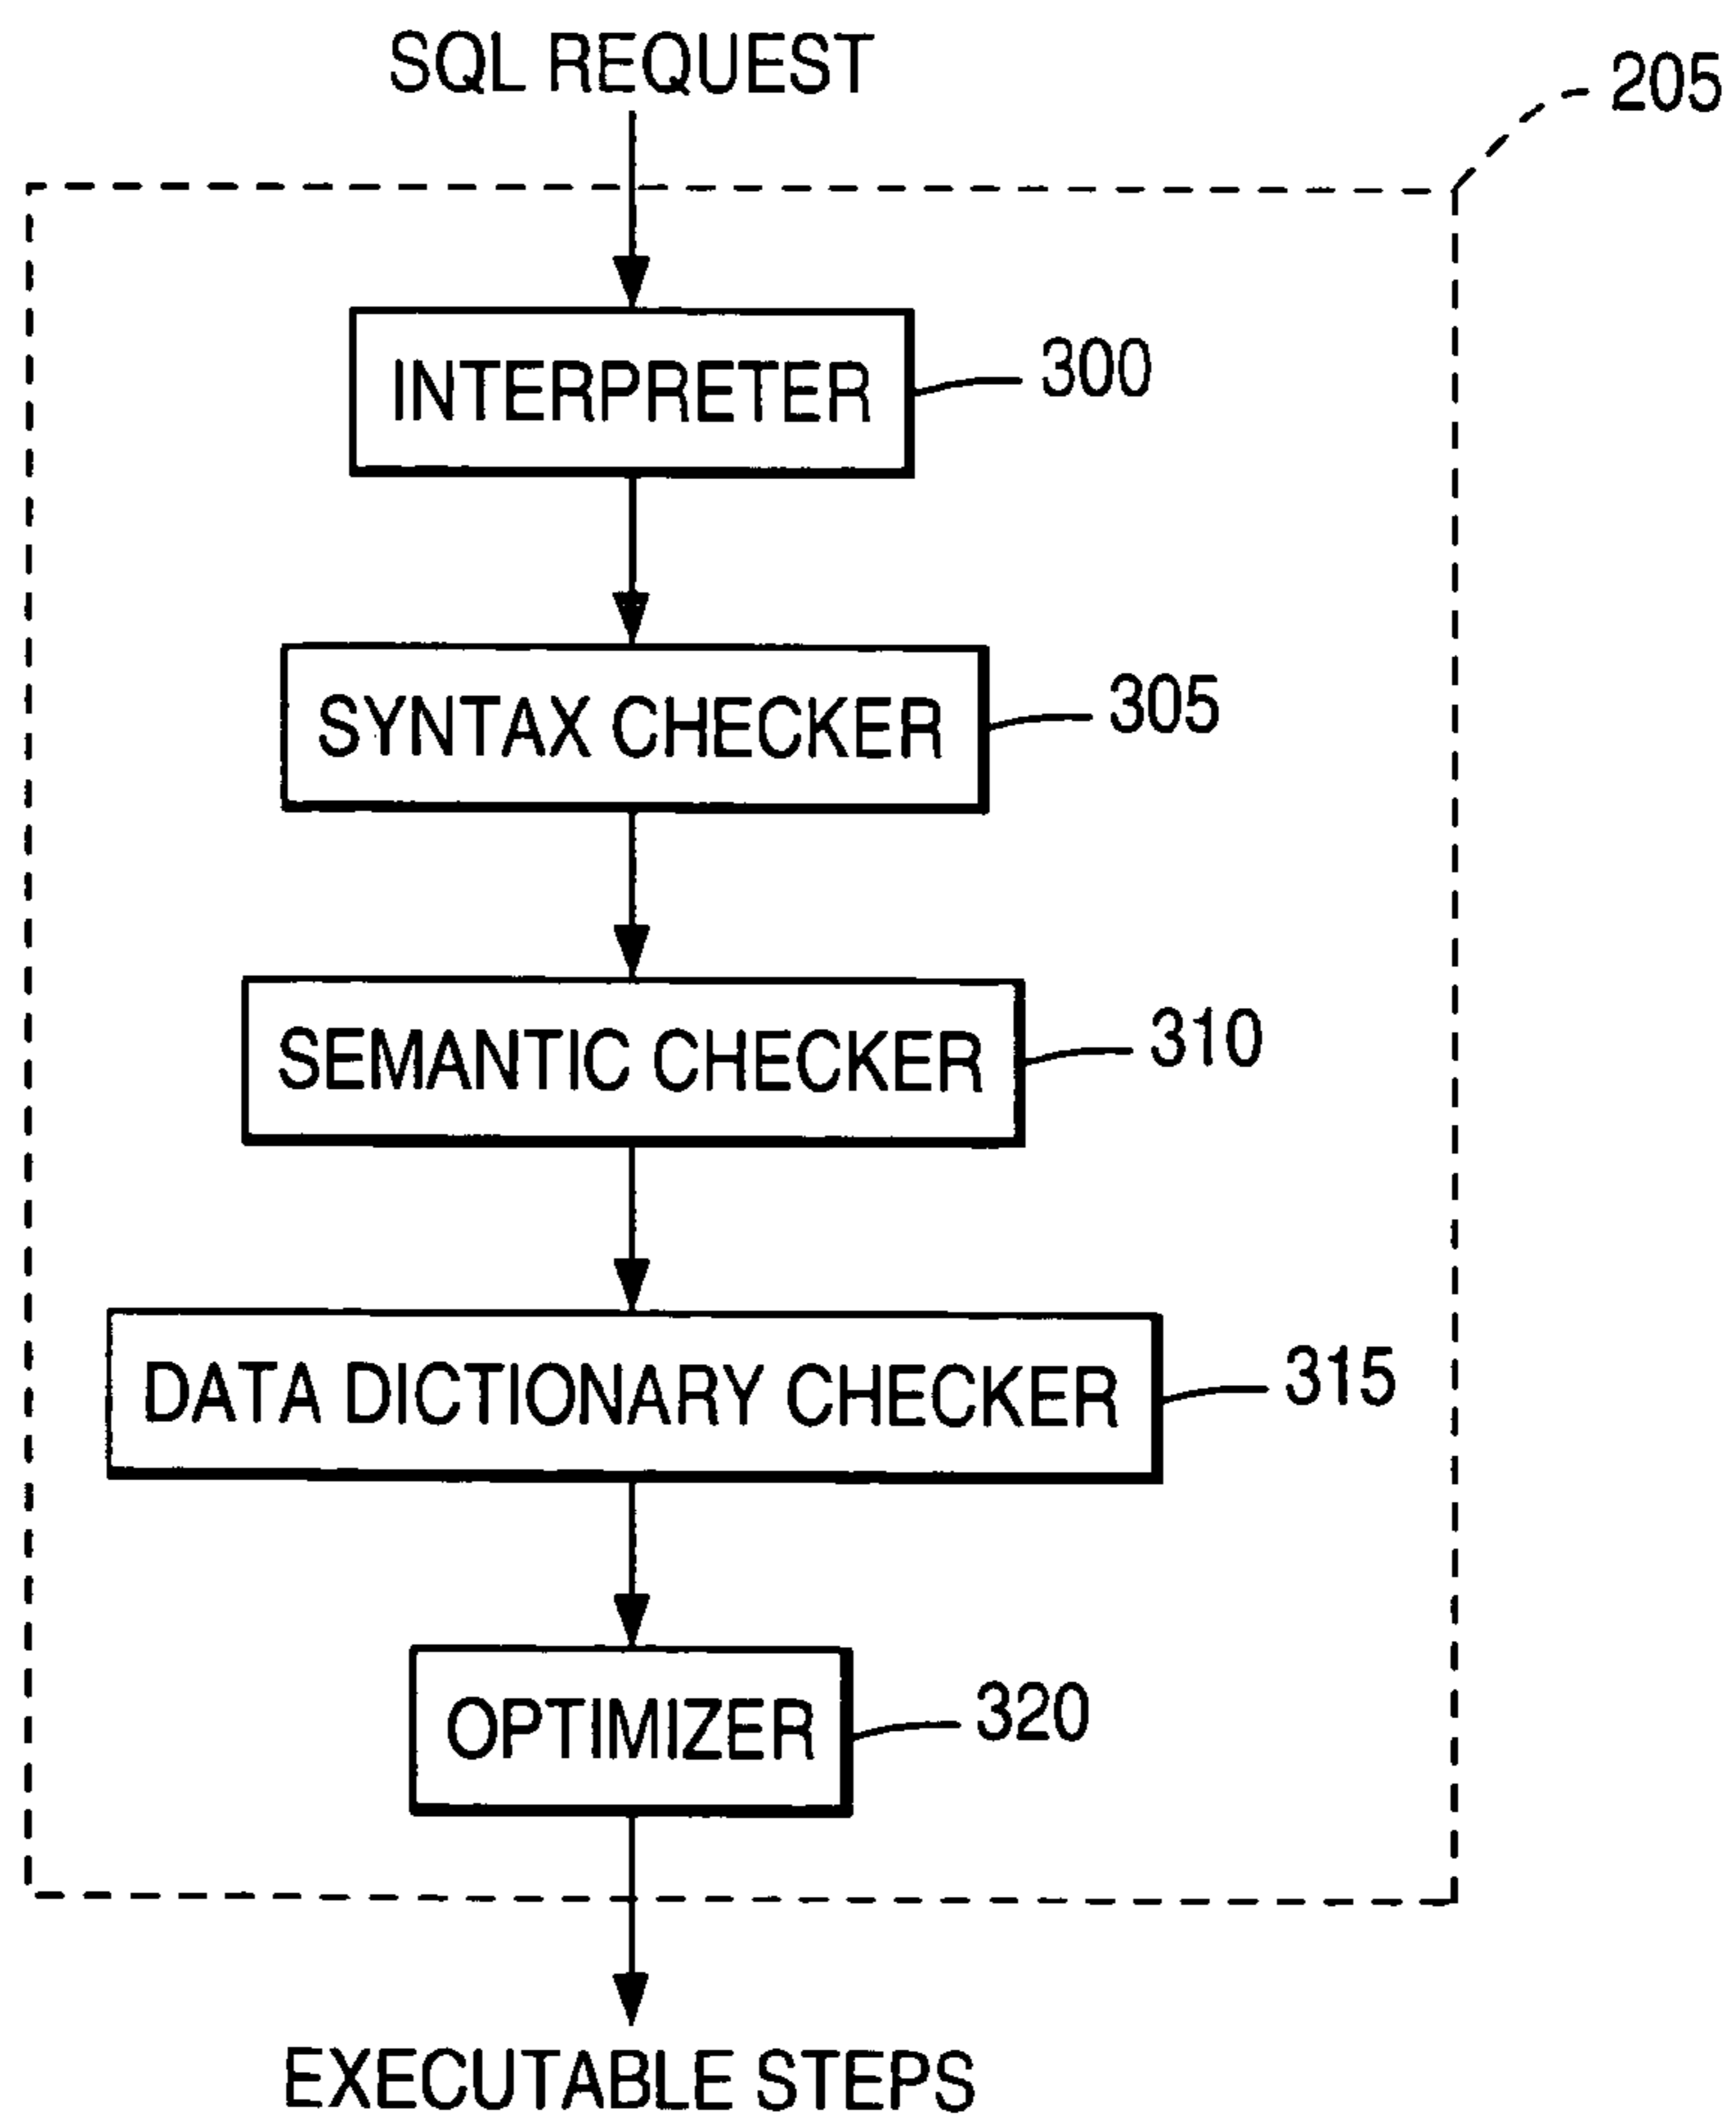 SQL REQUEST
205
INTERPRETER
300
SYNTAX CHECKER
305
SEMANTIC CHECKER
310
DATA DICTIONARY CHECKER
315
OPTIMIZER
320
EXECUTABLE STEPS